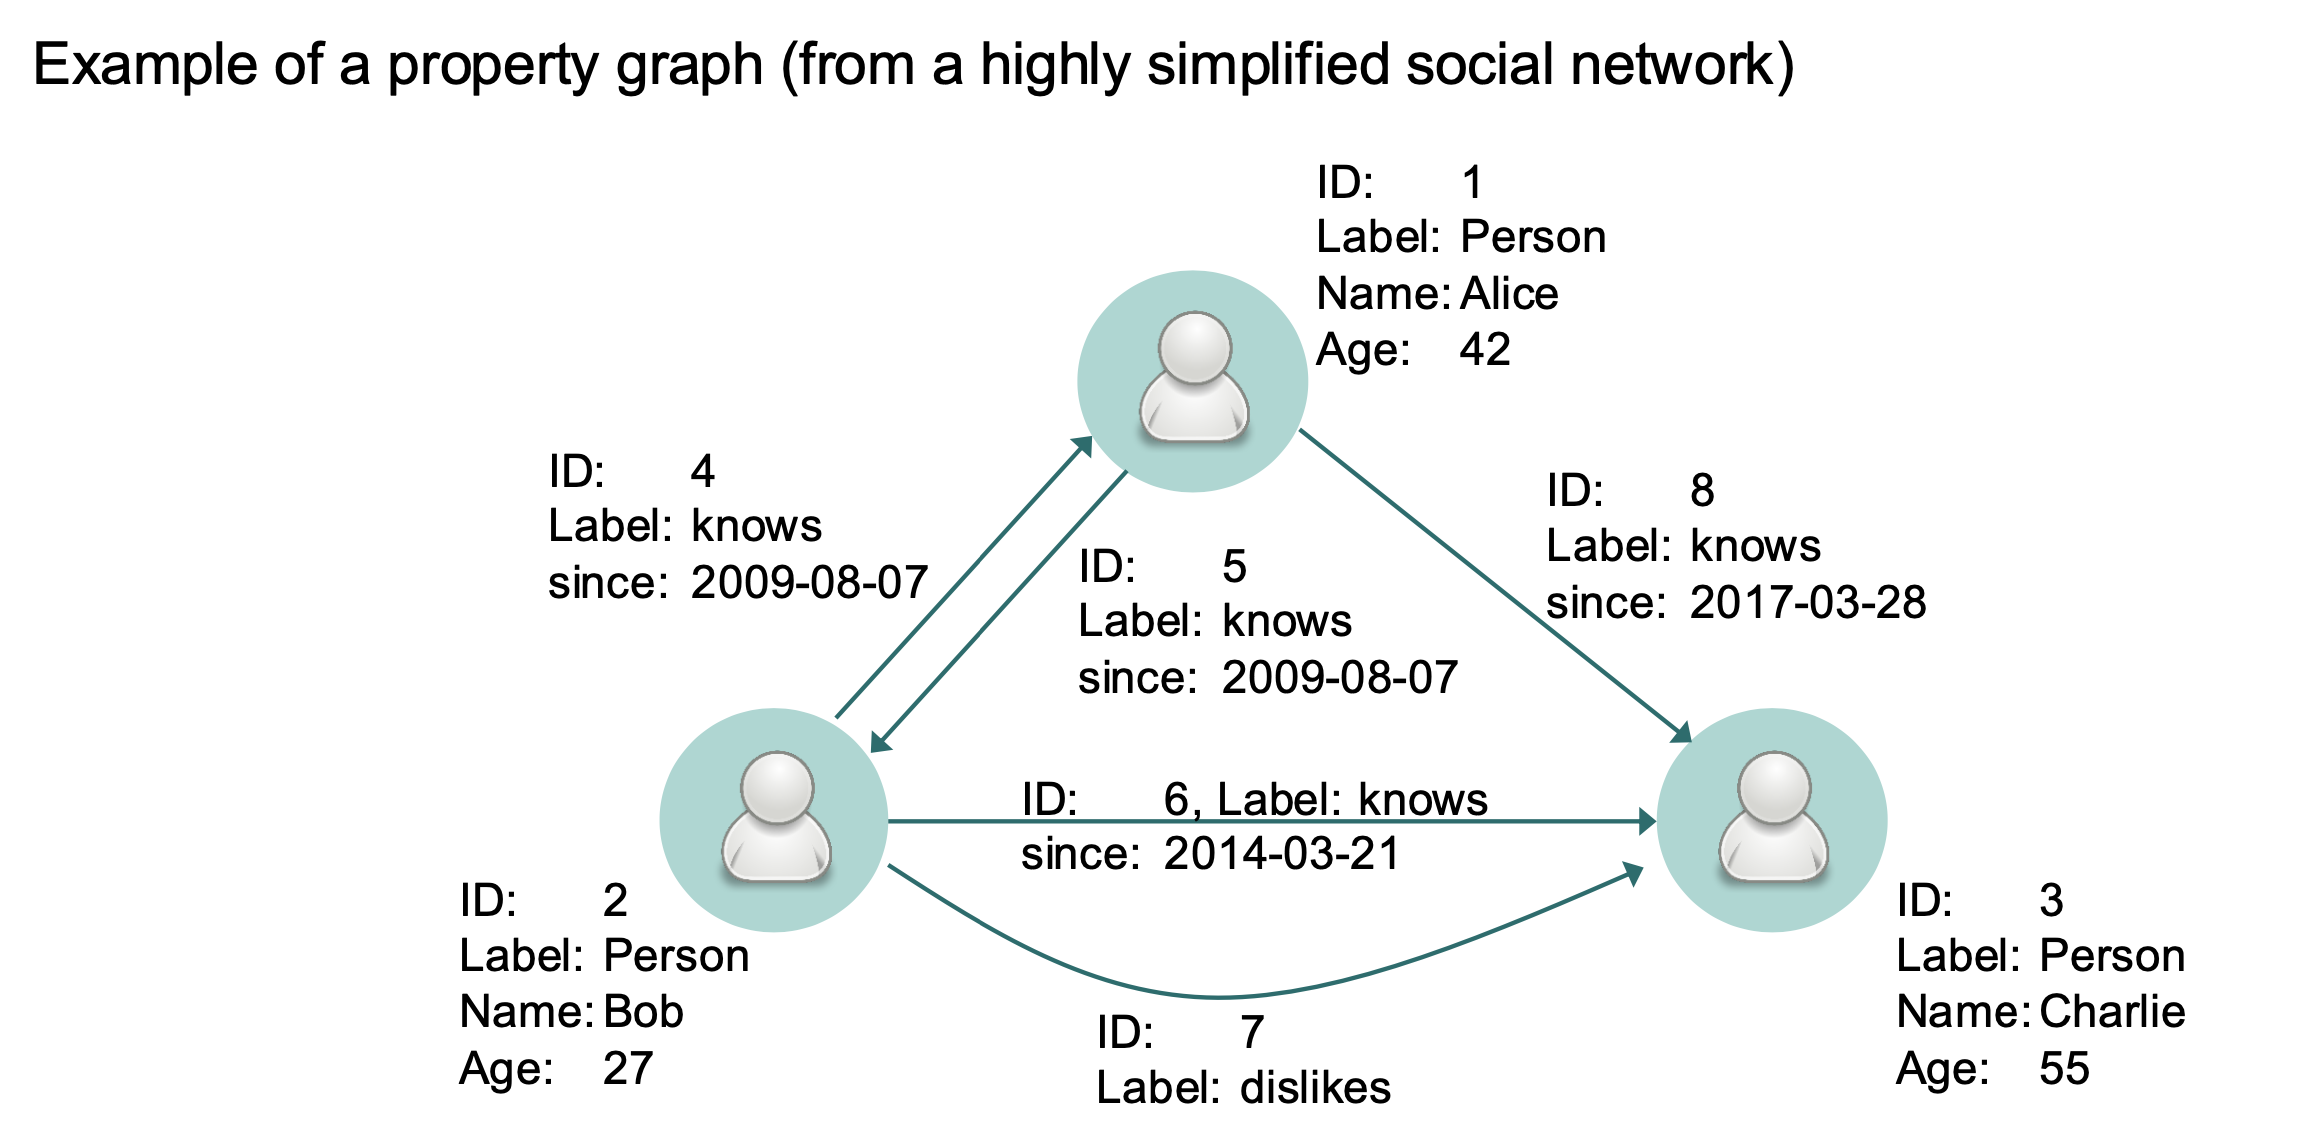 Example of a property graph (from a highly simplified social network)
ID: 1
Label: Person
Name: Alice
Age: 42
ID: 4
Label: knows
since: 2009-08-07
ID: 5
Label: knows
since: 2009-08-07
ID: 8
Label: knows
since: 2017-03-28
ID: 6, Label: knows
since: 2014-03-21
ID: 2
Label: Person
Name: Bob
Age: 27
ID: 7
Label: dislikes
ID: 3
Label: Person
Name: Charlie
Age: 55